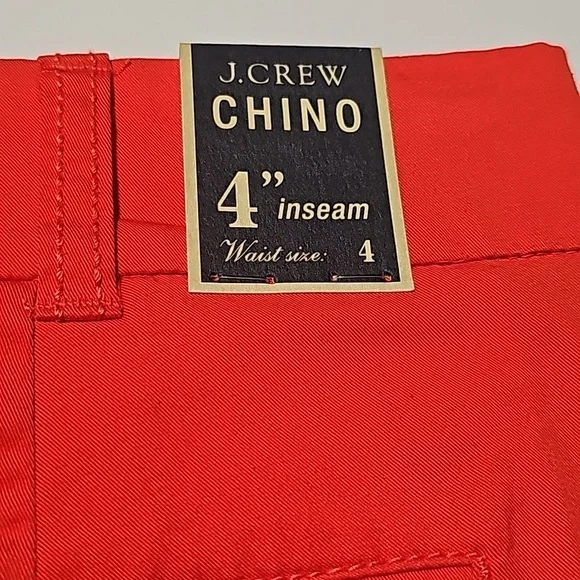 J.CREW
CHINO
4” inseam
Waist size: 4